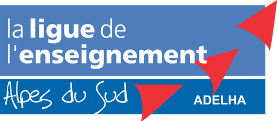 la ligue de
l'enseignement
Alpes du Sud
ADELHA